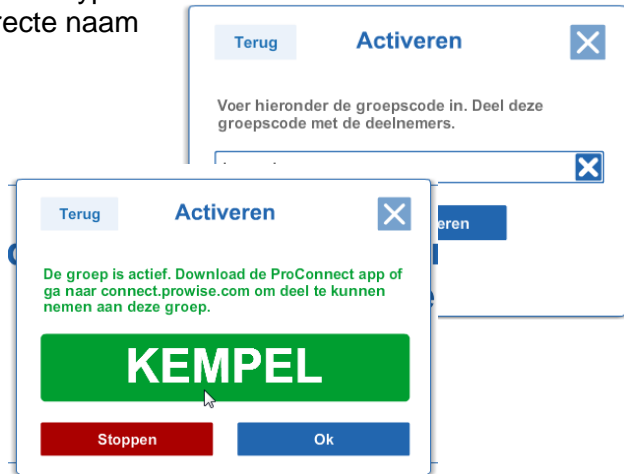 recte naam
Terug Activeren
Voer hieronder de groepscode in. Deel deze
groepscode met de deelnemers.
eren
Terug Activeren
De groep is actief. Download de ProConnect app of
ga naar connect.prowise.com om deel te kunnen
nemen aan deze groep.
KEMPEL
Stoppen Ok